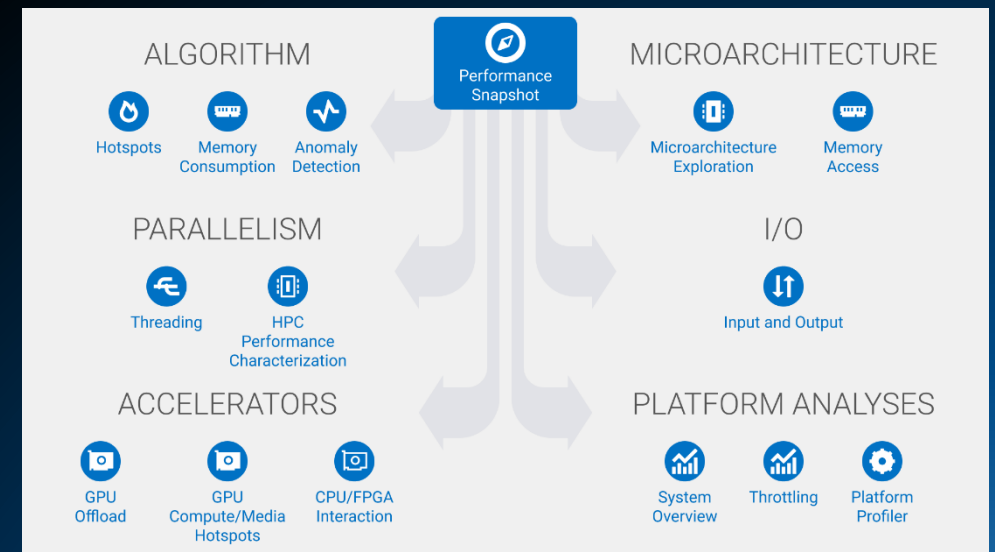 Performance
Snapshot
ALGORITHM
Hotspots
Memory
Consumption
Anomaly
Detection
MICROARCHITECTURE
Microarchitecture
Exploration
Memory
Access
PARALLELISM
Threading
HPC
Performance
Characterization
I/O
Input and Output
ACCELERATORS
GPU
Offload
GPU
Compute/Media
Hotspots
CPU/FPGA
Interaction
PLATFORM ANALYSES
System
Overview
Throttling
Platform
Profiler